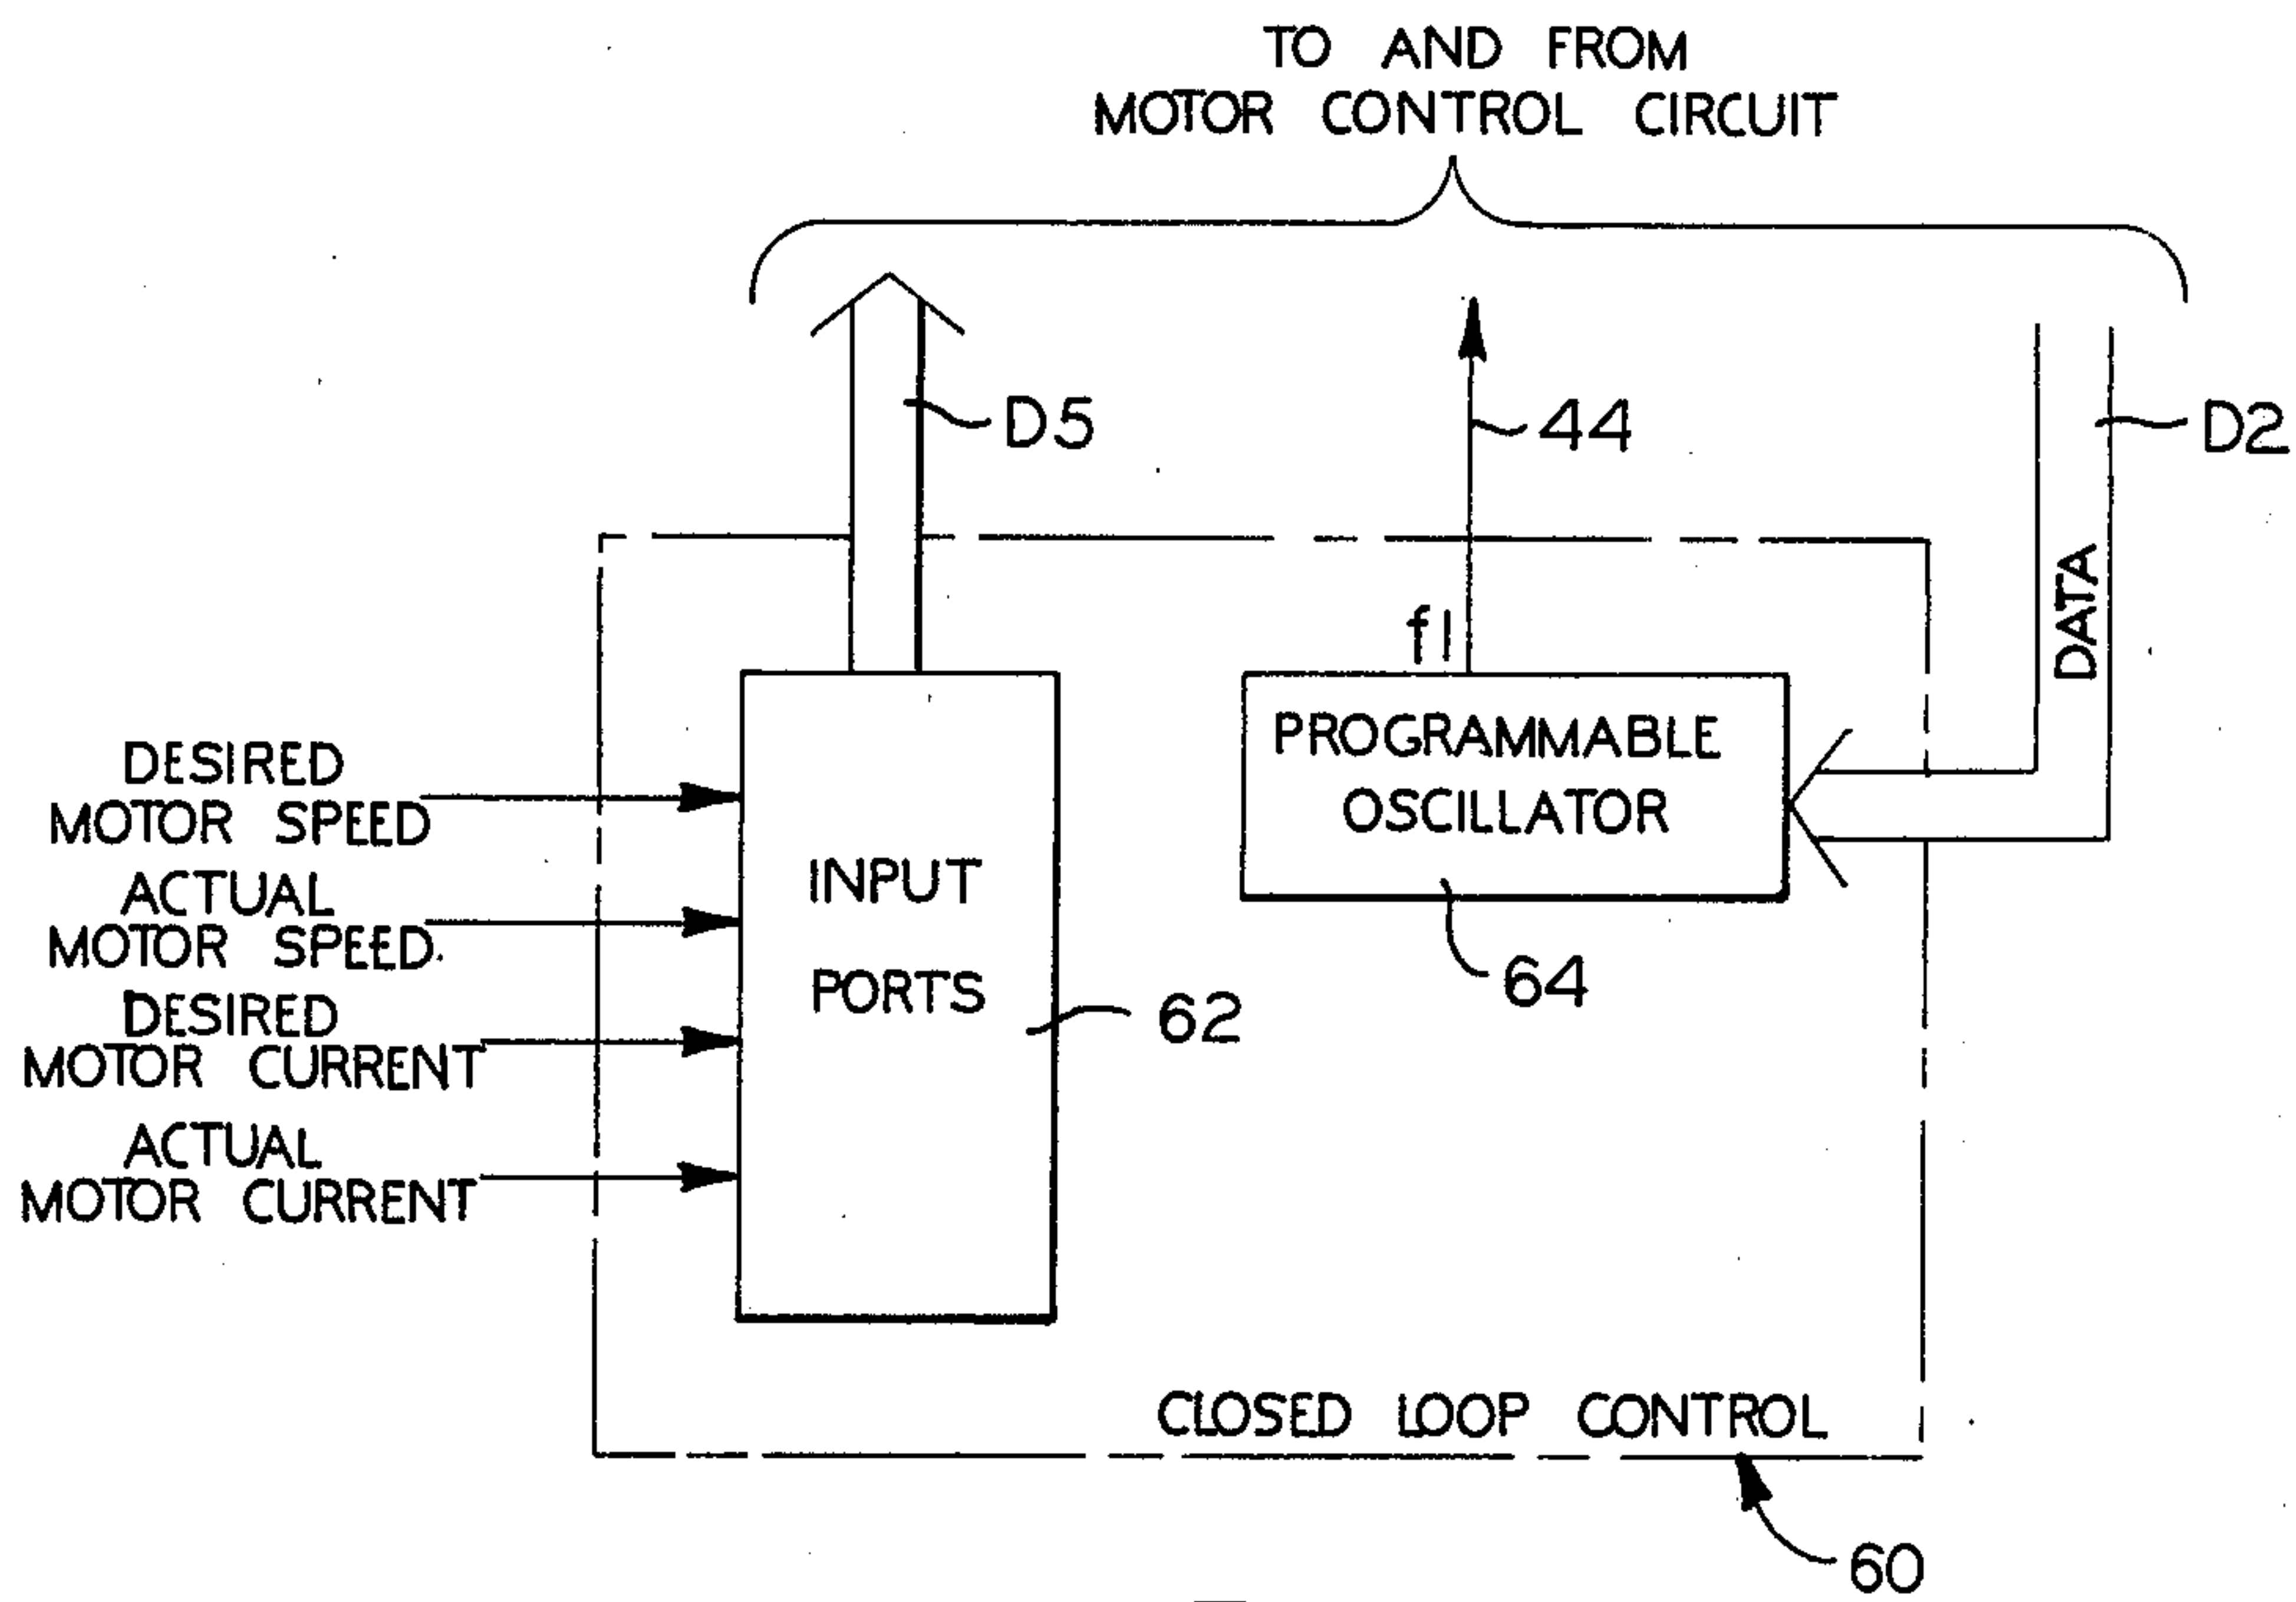 TO AND FROM
MOTOR CONTROL CIRCUIT
D5
44
D2
DATA
f1
PROGRAMMABLE
OSCILLATOR
DESIRED
MOTOR SPEED
ACTUAL
MOTOR SPEED
DESIRED
MOTOR CURRENT
ACTUAL
MOTOR CURRENT
INPUT
PORTS
64
62
CLOSED LOOP CONTROL
60